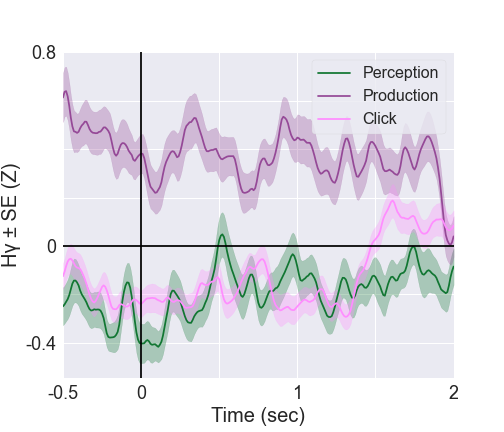 0.8
Perception
Production
Click
Hγ ± SE (Z)
0
-0.4
-0.5 0 1 2
Time (sec)